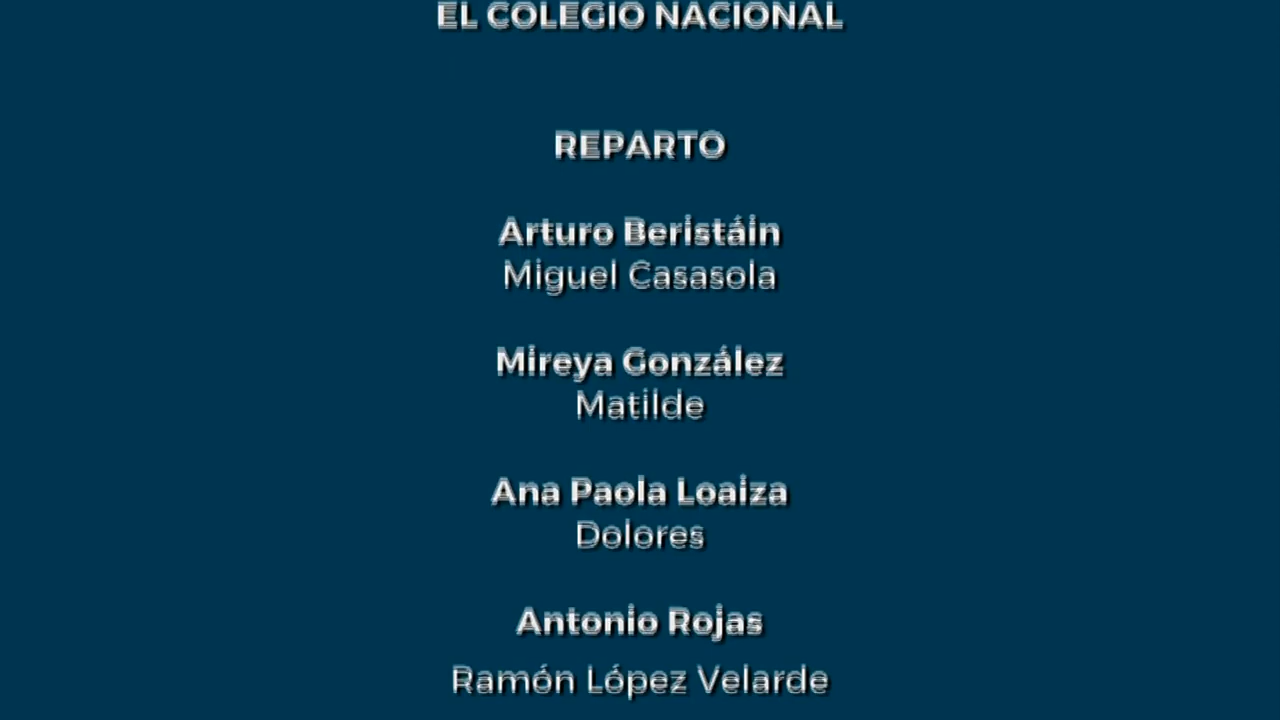 EL COLEGIO NACIONAL
REPARTO
Arturo Beristáin
Miguel Casasola
Mireya González
Matilde
Ana Paola Loaiza
Dolores
Antonio Rojas
Ramón López Velarde